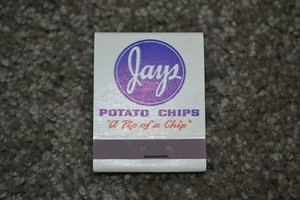 Jays
POTATO CHIPS
"A Pip of a Chip"